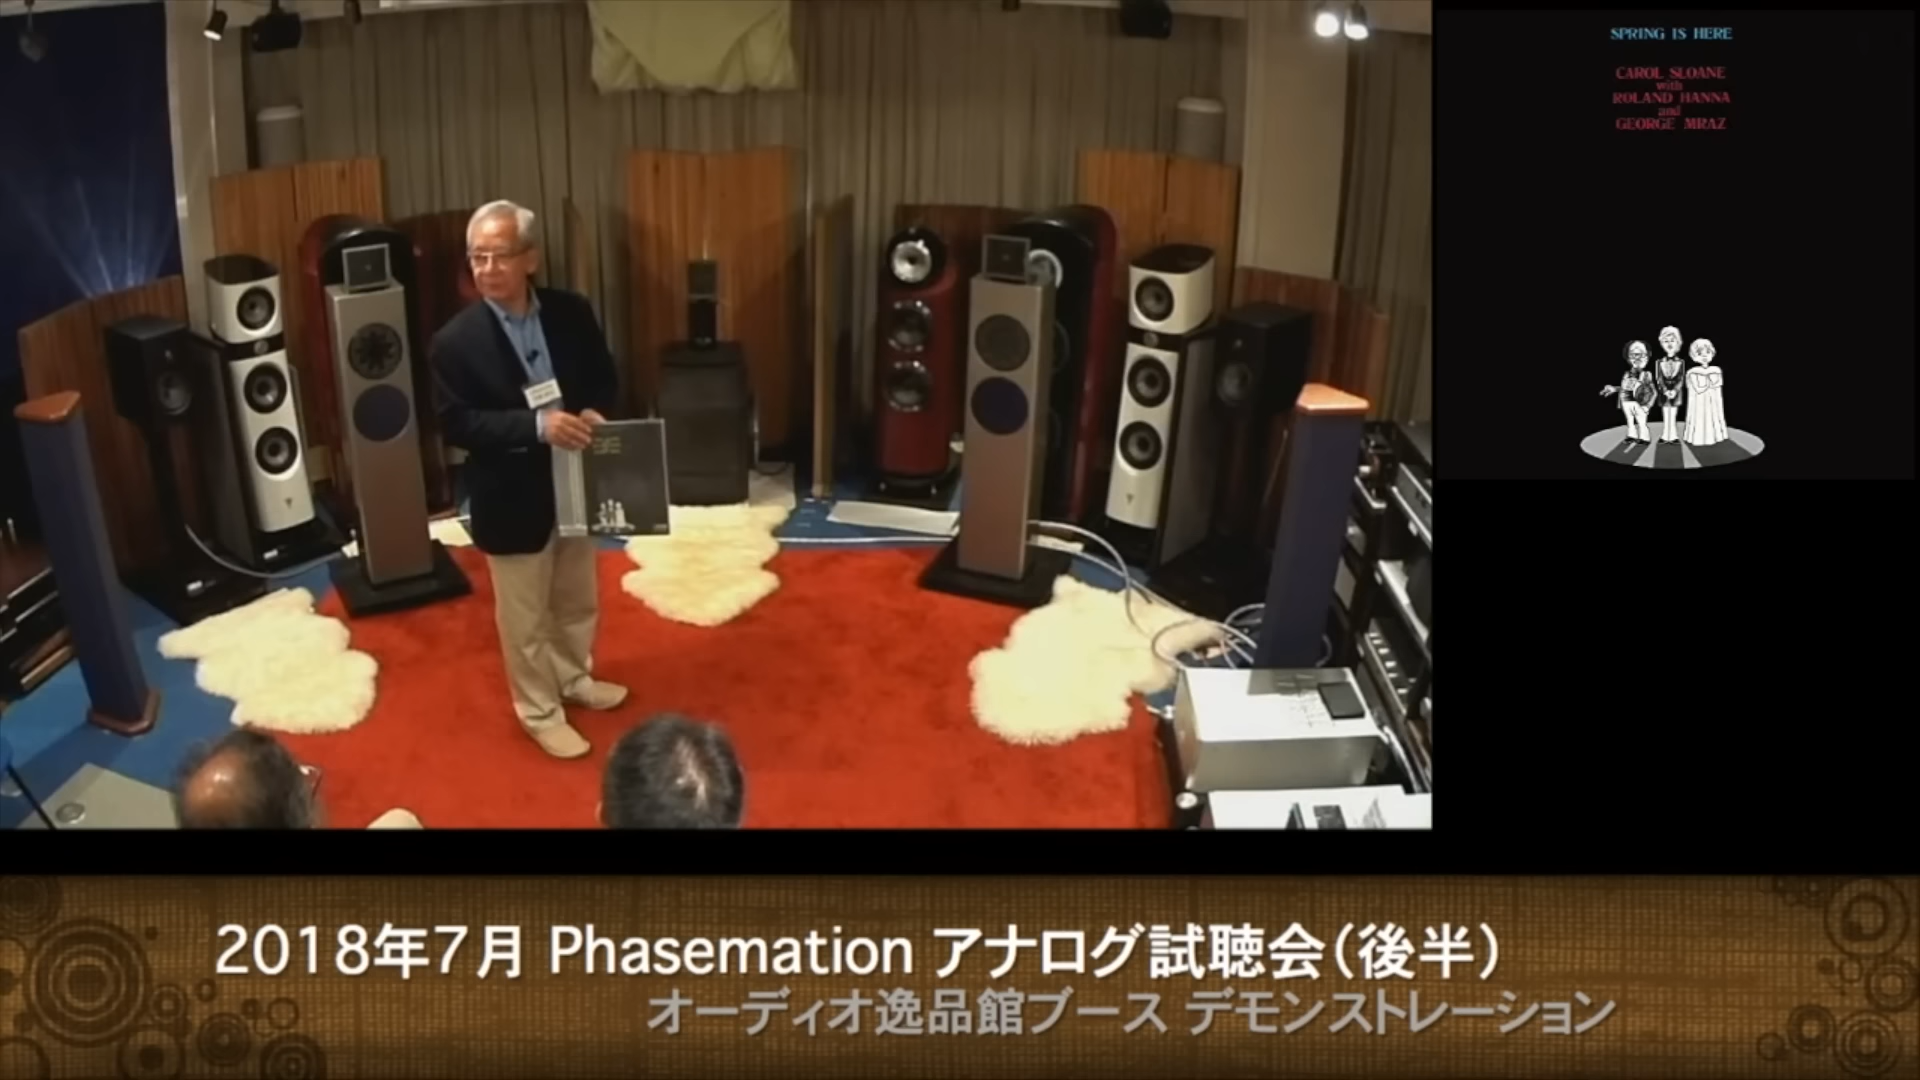 SPRING IS HERE
CAROL SLOANE
with
ROLAND HANNA
and
GEORGE MRAZ
2018年7月 Phasemation アナログ試聴会(後半)
オーディオ逸品館ブース デモンストレーション